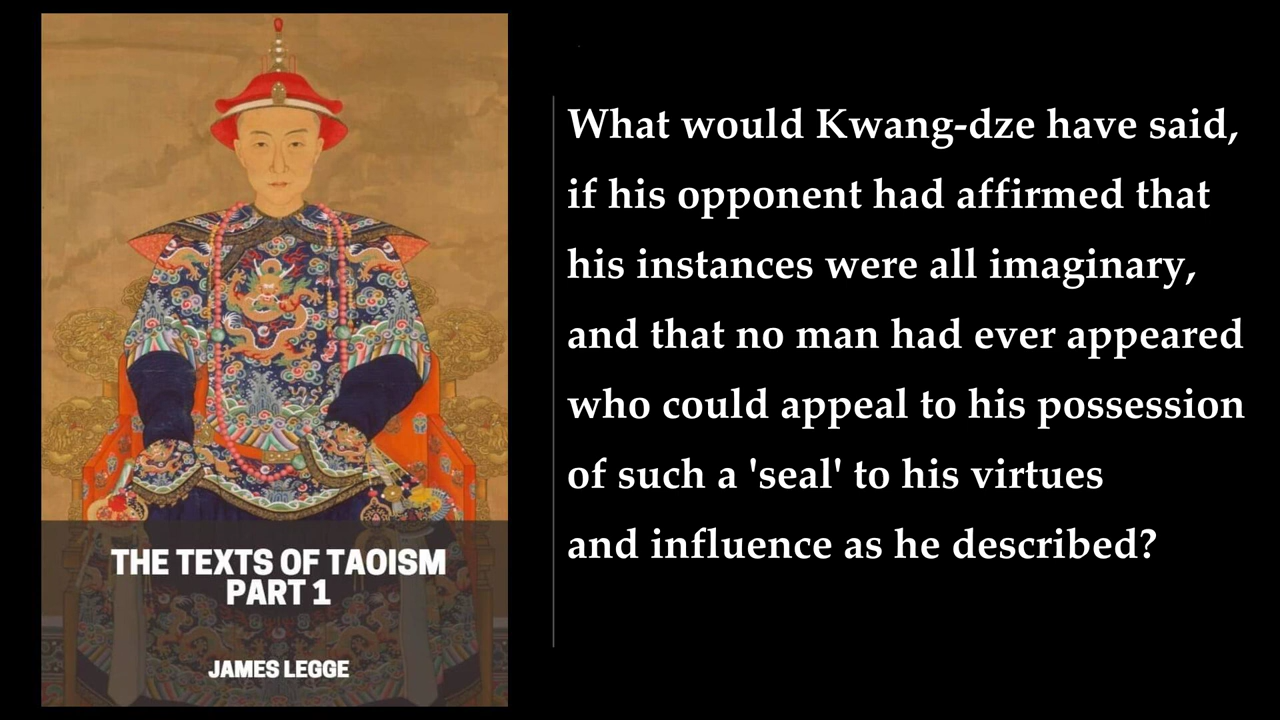 THE TEXTS OF TAOISM
PART 1
JAMES LEGGE
What would Kwang-dze have said,
if his opponent had affirmed that
his instances were all imaginary,
and that no man had ever appeared
who could appeal to his possession
of such a 'seal' to his virtues
and influence as he described?